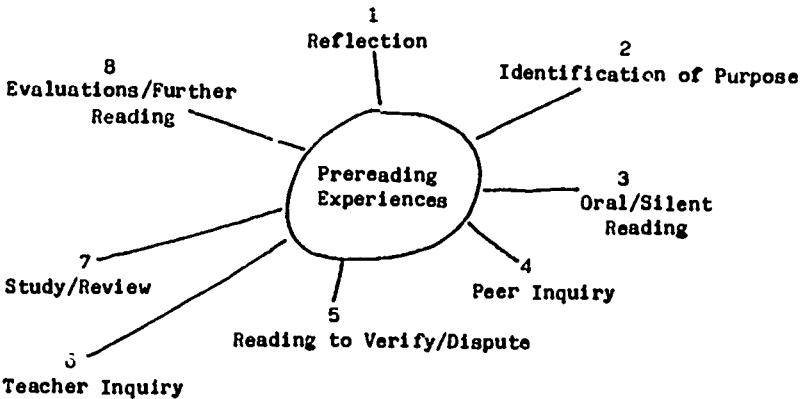 1
Reflection
2
Identification of Purpose
3
Oral/Silent
Reading
4
Peer Inquiry
5
Reading to Verify/Dispute
6
Teacher Inquiry
7
Study/Review
8
Evaluations/Further
Reading
Prereading
Experiences